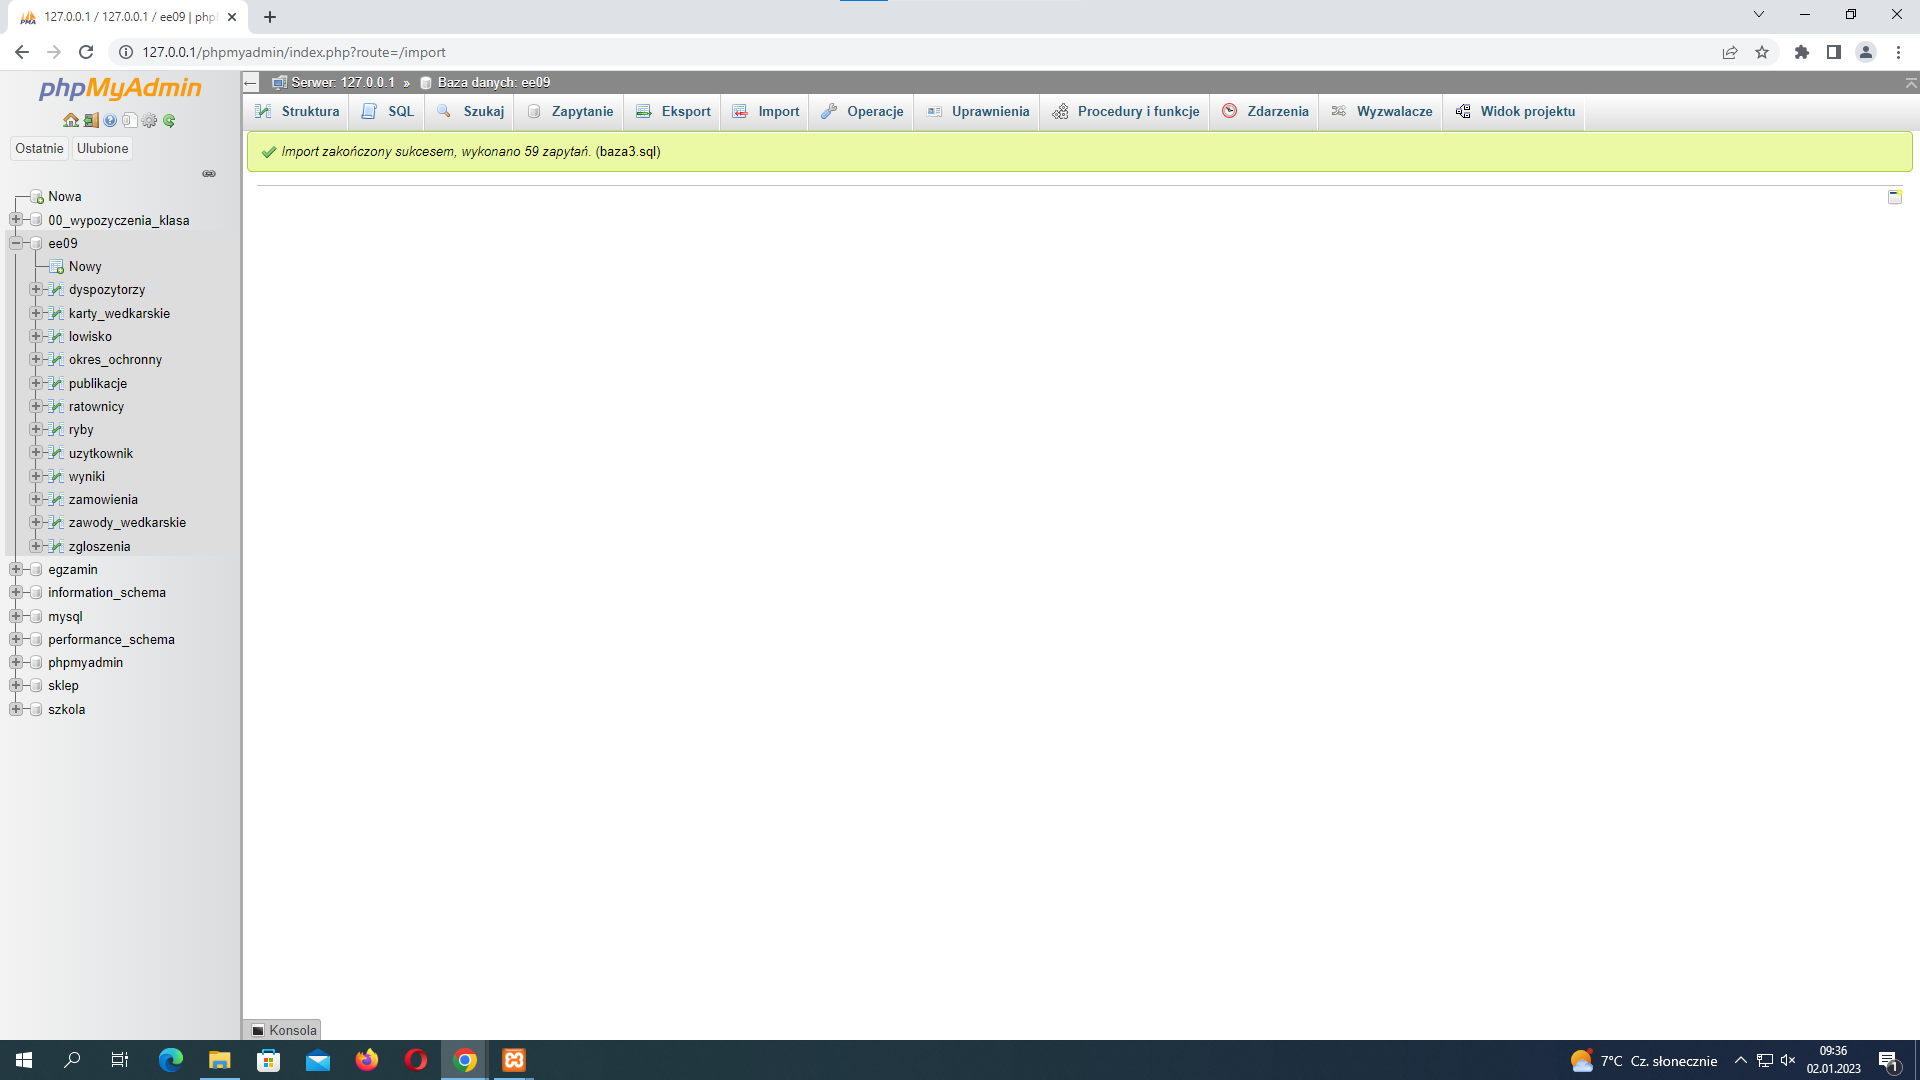 127.0.0.1 / 127.0.0.1 / ee09 | php
127.0.0.1/phpmyadmin/index.php?route=/import
phpMyAdmin
Ostatnie Ulubione
Nowa
00_wypozyczenia_klasa
ee09
Nowy
dyspozytorzy
karty_wedkarskie
lowisko
okres_ochronny
publikacje
ratownicy
ryby
uzytkownik
wyniki
zamowienia
zawody_wedkarskie
zgloszenia
egzamin
information_schema
mysql
performance_schema
phpmyadmin
sklep
szkola
Serwer: 127.0.0.1 » Baza danych: ee09
Struktura SQL Szukaj Zapytanie Eksport Import Operacje Uprawnienia Procedury i funkcje Zdarzenia Wyzwalacze Widok projektu
Import zakończony sukcesem, wykonano 59 zapytań. (baza3.sql)
Konsola
7°C Cz. słonecznie
09:36
02.01.2023
1